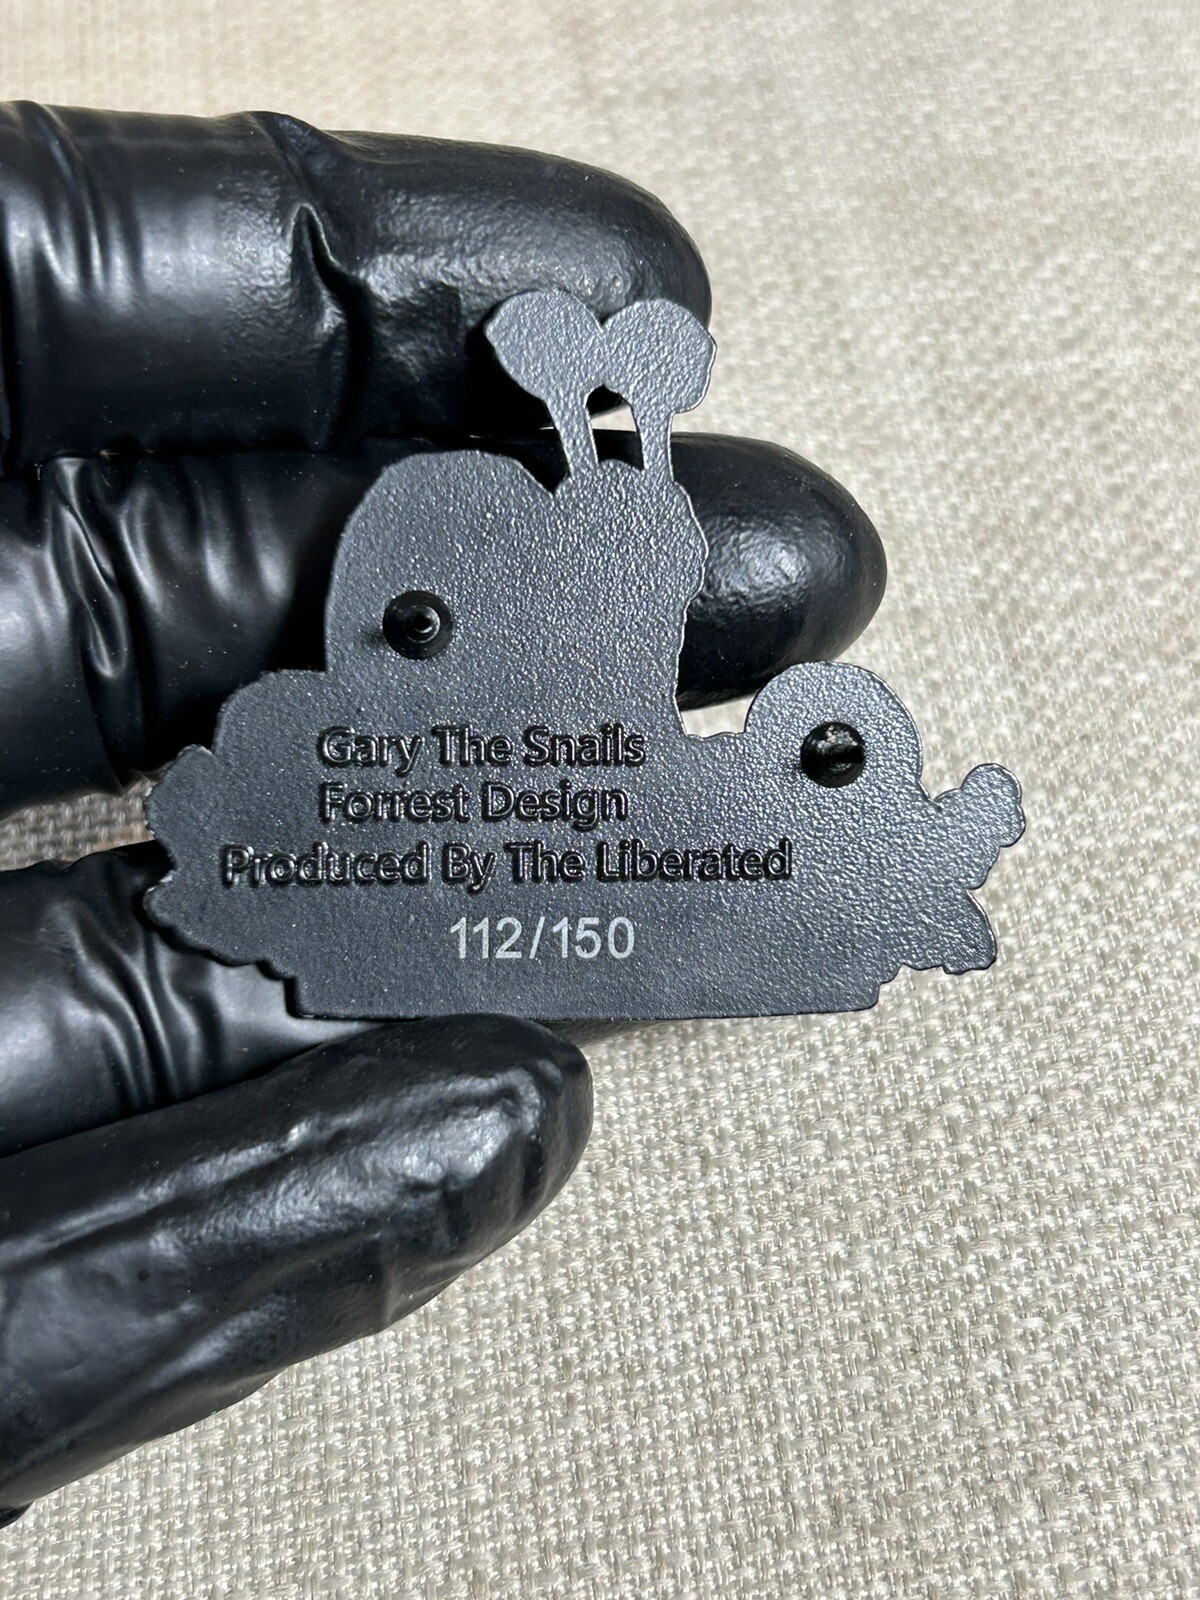 Gary The Snails
Forrest Design
Produced By The Liberated
112/150